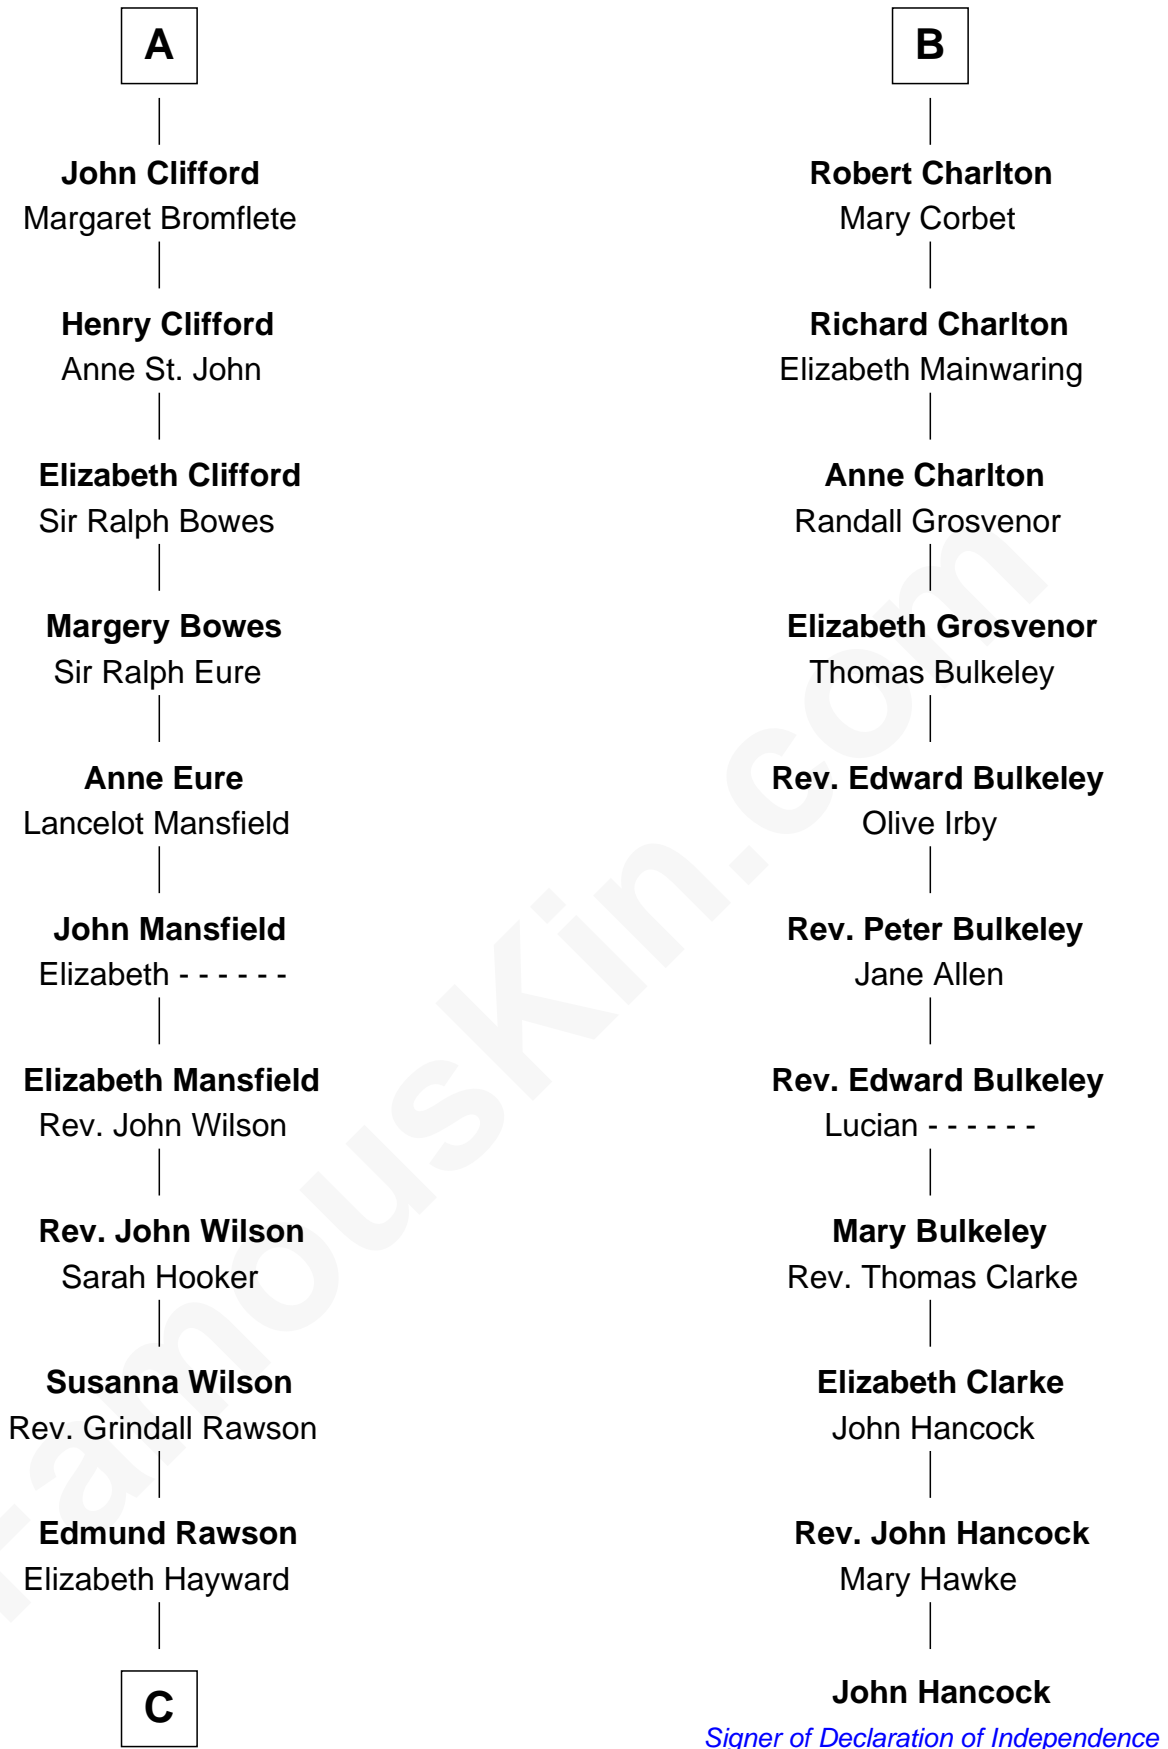 A
John Clifford
Margaret Bromflete
Henry Clifford
Anne St. John
Elizabeth Clifford
Sir Ralph Bowes
Margery Bowes
Sir Ralph Eure
Anne Eure
Lancelot Mansfield
John Mansfield
Elizabeth - - - - - -
Elizabeth Mansfield
Rev. John Wilson
Rev. John Wilson
Sarah Hooker
Susanna Wilson
Rev. Grindall Rawson
Edmund Rawson
Elizabeth Hayward
C
B
Robert Charlton
Mary Corbet
Richard Charlton
Elizabeth Mainwaring
Anne Charlton
Randall Grosvenor
Elizabeth Grosvenor
Thomas Bulkeley
Rev. Edward Bulkeley
Olive Irby
Rev. Peter Bulkeley
Jane Allen
Rev. Edward Bulkeley
Lucian - - - - - -
Mary Bulkeley
Rev. Thomas Clarke
Elizabeth Clarke
John Hancock
Rev. John Hancock
Mary Hawke
John Hancock
Signer of Declaration of Independence
FamousKin.com